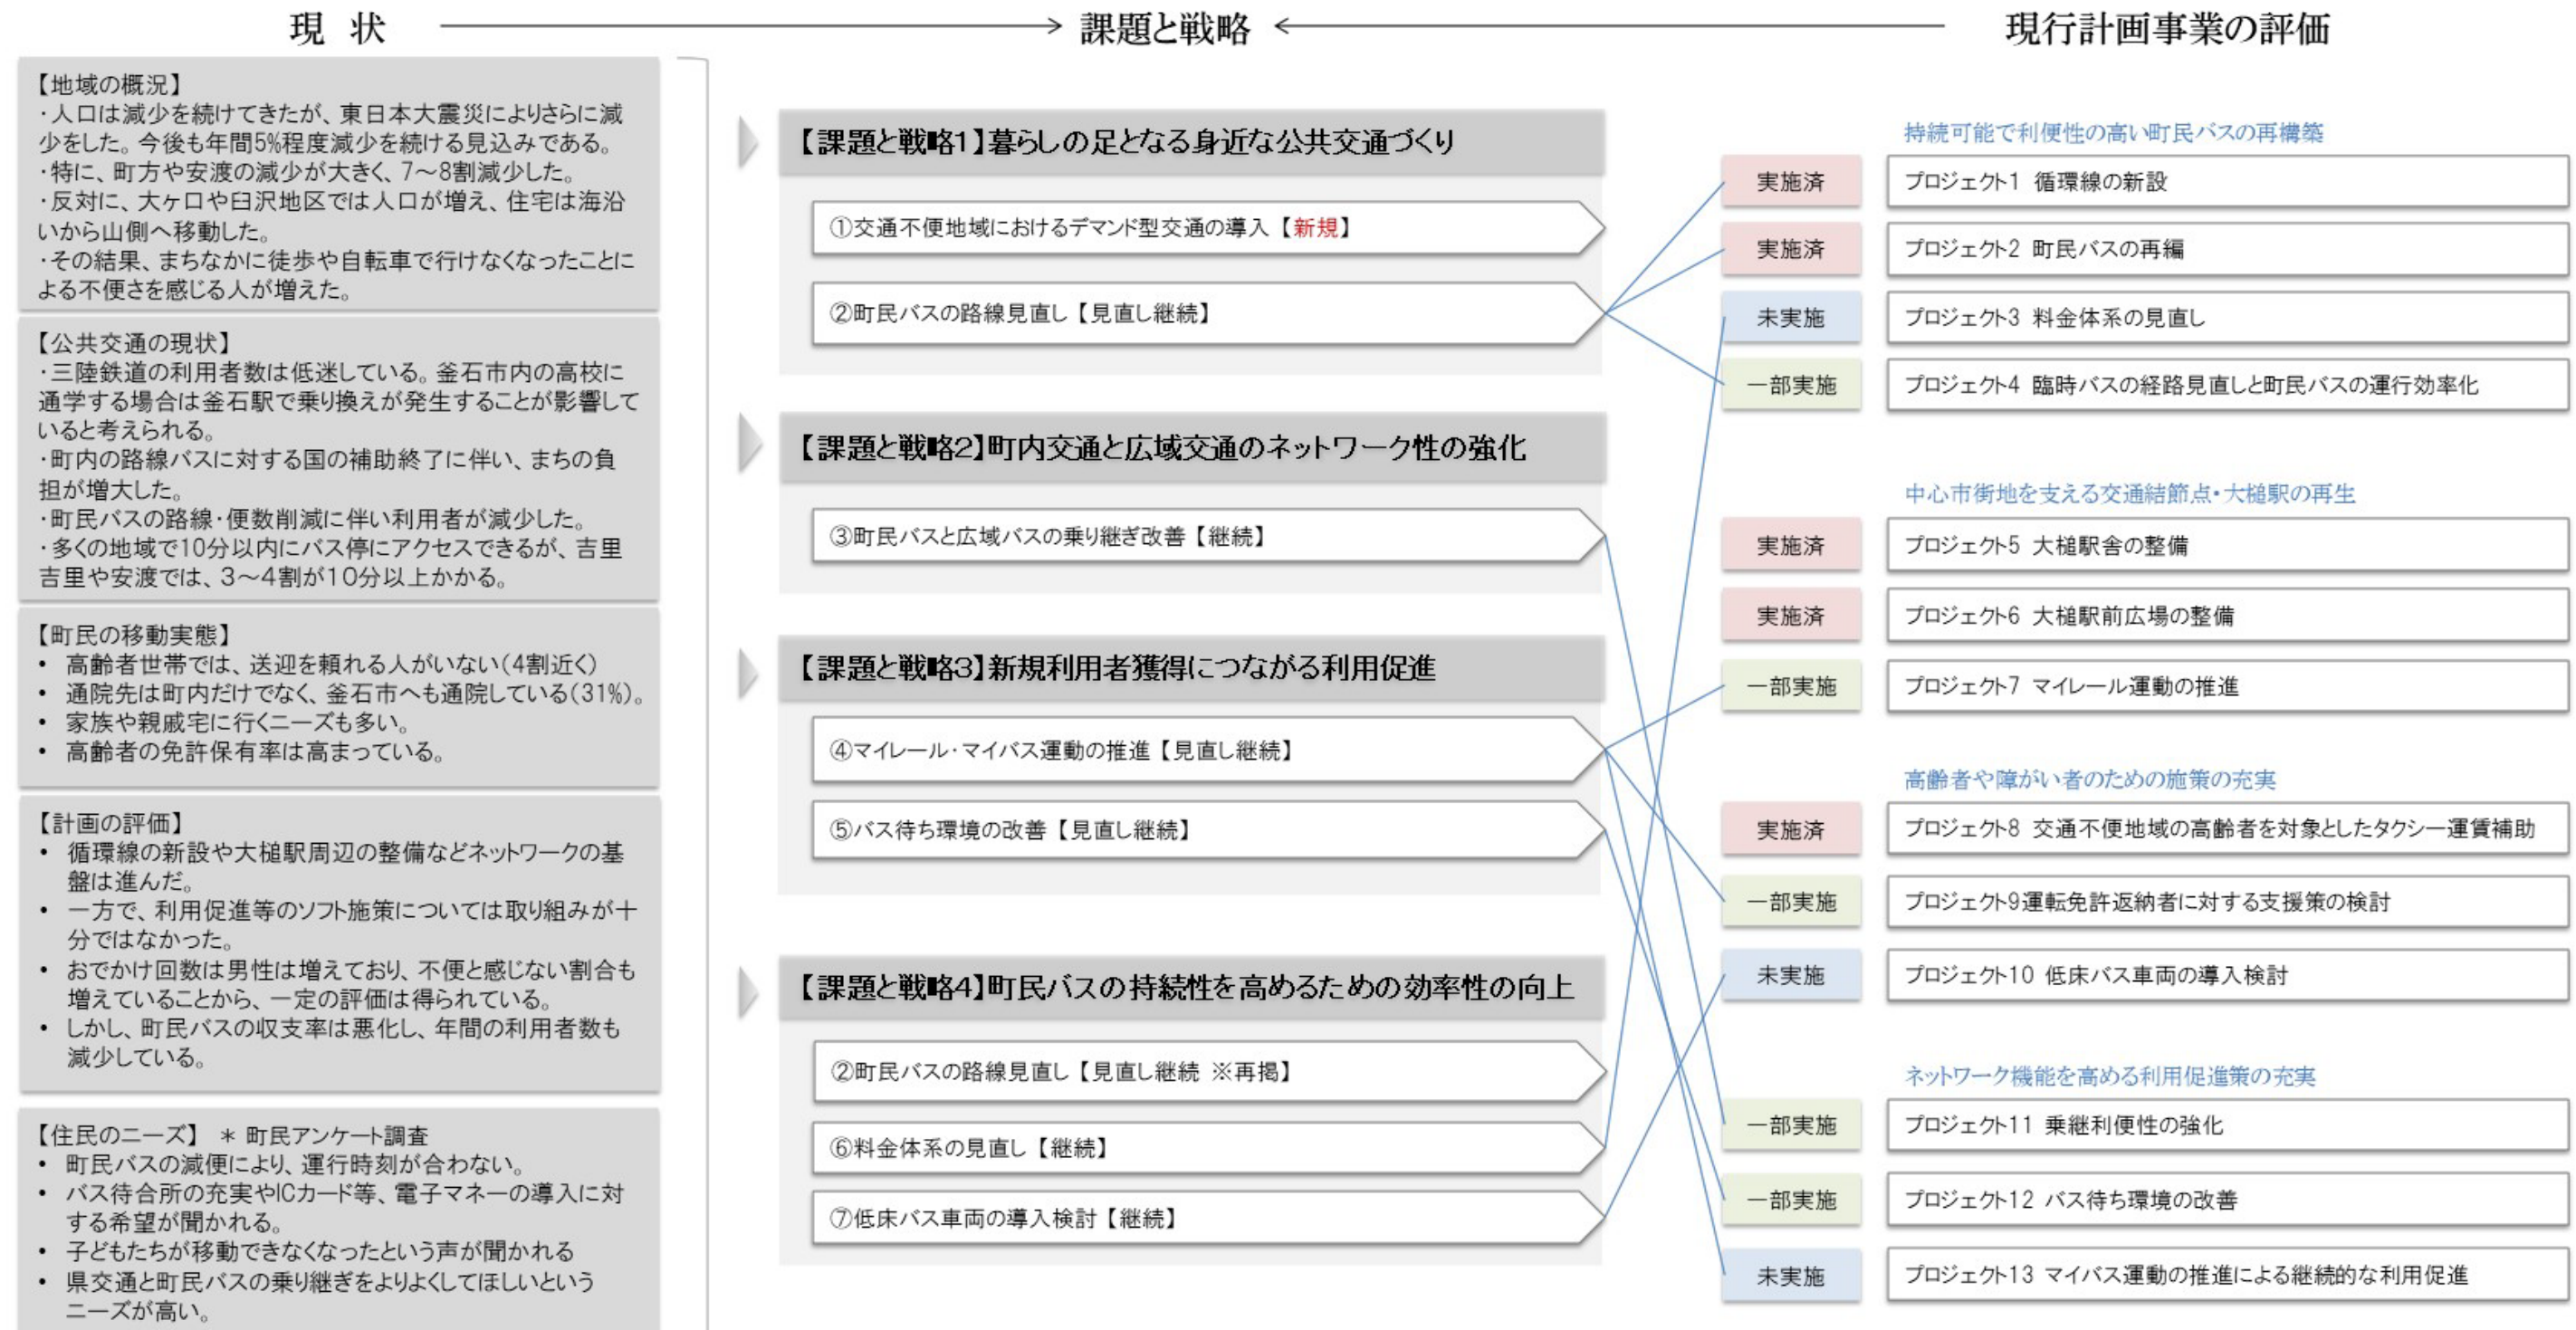 現 状
課題と戦略
現行計画事業の評価
【地域の概況】
・人口は減少を続けてきたが、東日本大震災によりさらに減
少をした。今後も年間5%程度減少を続ける見込みである。
・特に、町方や安渡の減少が大きく、7～8割減少した。
・反対に、大ケ口や臼沢地区では人口が増え、住宅は海沿
いから山側へ移動した。
・その結果、まちなかに徒歩や自転車で行けなくなったことに
よる不便さを感じる人が増えた。
【公共交通の現状】
・三陸鉄道の利用者数は低迷している。釜石市内の高校に
通学する場合は釜石駅で乗り換えが発生することが影響して
いると考えられる。
・町内の路線バスに対する国の補助終了に伴い、まちの負
担が増大した。
・町民バスの路線・便数削減に伴い利用者が減少した。
・多くの地域で10分以内にバス停にアクセスできるが、吉里
吉里や安渡では、3～4割が10分以上かかる。
【町民の移動実態】
• 高齢者世帯では、送迎を頼れる人がいない(4割近く)
• 通院先は町内だけでなく、釜石市へも通院している(31%)。
• 家族や親戚宅に行くニーズも多い。
• 高齢者の免許保有率は高まっている。
【計画の評価】
• 循環線の新設や大槌駅周辺の整備などネットワークの基
盤は進んだ。
• 一方で、利用促進等のソフト施策については取り組みが十
分ではなかった。
• おでかけ回数は男性は増えており、不便と感じない割合も
増えていることから、一定の評価は得られている。
• しかし、町民バスの収支率は悪化し、年間の利用者数も
減少している。
【住民のニーズ】 ＊ 町民アンケート調査
• 町民バスの減便により、運行時刻が合わない。
• バス待合所の充実やICカード等、電子マネーの導入に対
する希望が聞かれる。
• 子どもたちが移動できなくなったという声が聞かれる
• 県交通と町民バスの乗り継ぎをよりよくしてほしいという
ニーズが高い。
【課題と戦略1】暮らしの足となる身近な公共交通づくり
①交通不便地域におけるデマンド型交通の導入【新規】
②町民バスの路線見直し【見直し継続】
【課題と戦略2】町内交通と広域交通のネットワーク性の強化
③町民バスと広域バスの乗り継ぎ改善【継続】
【課題と戦略3】新規利用者獲得につながる利用促進
④マイレール・マイバス運動の推進【見直し継続】
⑤バス待ち環境の改善【見直し継続】
【課題と戦略4】町民バスの持続性を高めるための効率性の向上
②町民バスの路線見直し【見直し継続 ※再掲】
⑥料金体系の見直し【継続】
⑦低床バス車両の導入検討【継続】
持続可能で利便性の高い町民バスの再構築
実施済 プロジェクト1 循環線の新設
実施済 プロジェクト2 町民バスの再編
未実施 プロジェクト3 料金体系の見直し
一部実施 プロジェクト4 臨時バスの経路見直しと町民バスの運行効率化
中心市街地を支える交通結節点・大槌駅の再生
実施済 プロジェクト5 大槌駅舎の整備
実施済 プロジェクト6 大槌駅前広場の整備
一部実施 プロジェクト7 マイレール運動の推進
高齢者や障がい者のための施策の充実
実施済 プロジェクト8 交通不便地域の高齢者を対象としたタクシー運賃補助
一部実施 プロジェクト9運転免許返納者に対する支援策の検討
未実施 プロジェクト10 低床バス車両の導入検討
ネットワーク機能を高める利用促進策の充実
一部実施 プロジェクト11 乗継利便性の強化
一部実施 プロジェクト12 バス待ち環境の改善
未実施 プロジェクト13 マイバス運動の推進による継続的な利用促進